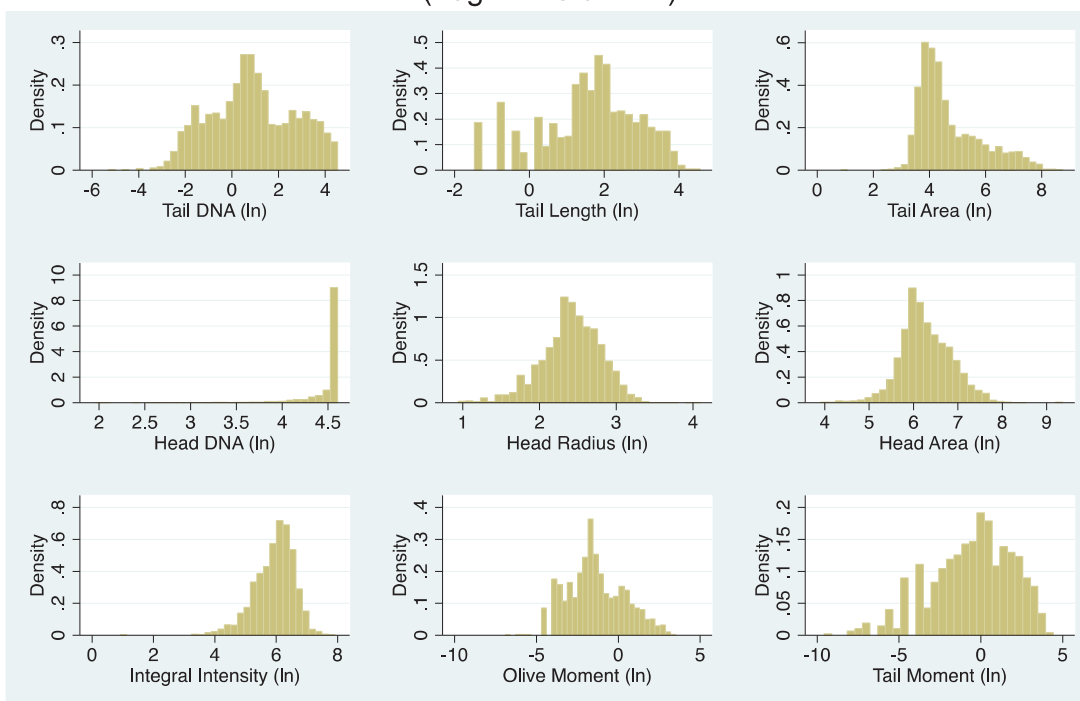 Density
0 .1 .2 .3
-6 -4 -2 0 2 4
Tail DNA (ln)
Density
0 .1 .2 .3 .4 .5
-2 0 2 4
Tail Length (ln)
Density
0 .2 .4 .6
0 2 4 6 8
Tail Area (ln)
Density
0 2 4 6 8 10
2 2.5 3 3.5 4 4.5
Head DNA (ln)
Density
0 .5 1 1.5
1 2 3 4
Head Radius (ln)
Density
0 .2 .4 .6 .8 1
4 5 6 7 8 9
Head Area (ln)
Density
0 .2 .4 .6 .8
0 2 4 6 8
Integral Intensity (ln)
Density
0 .1 .2 .3 .4
-10 -5 0 5
Olive Moment (ln)
Density
0 .05 .1 .15 .2
-10 -5 0 5
Tail Moment (ln)